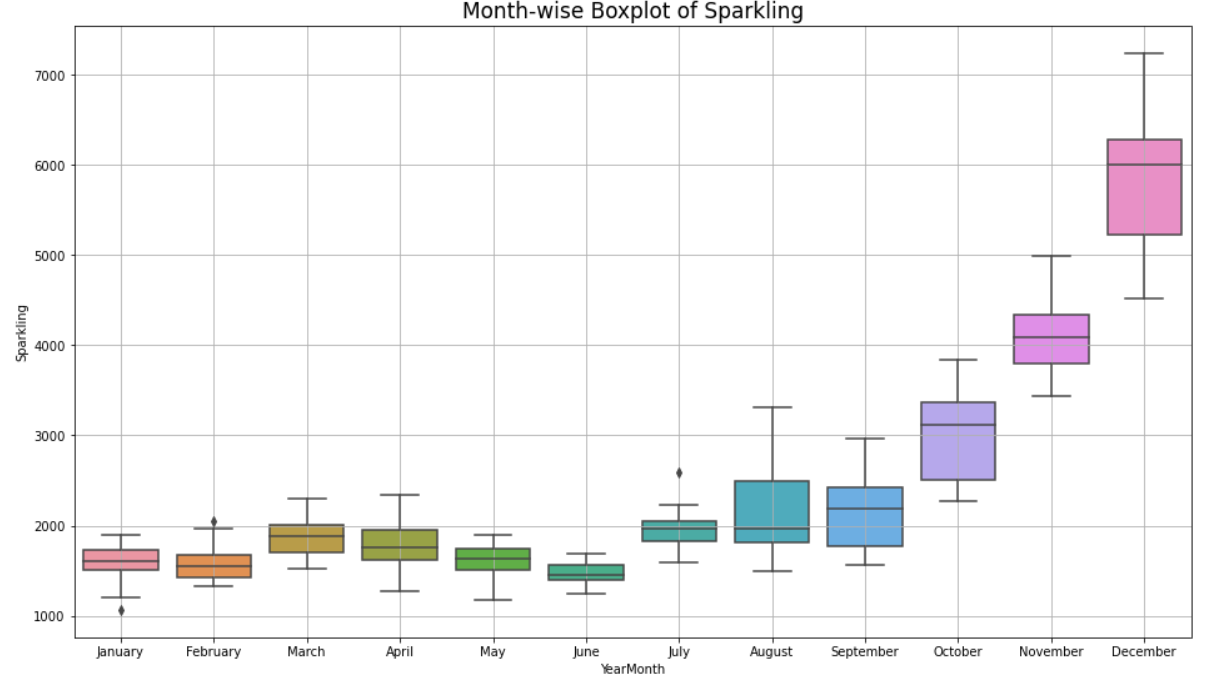 Month-wise Boxplot of Sparkling
7000
6000
5000
4000
3000
2000
1000
Sparkling
January February March April May June July August September October November December
YearMonth